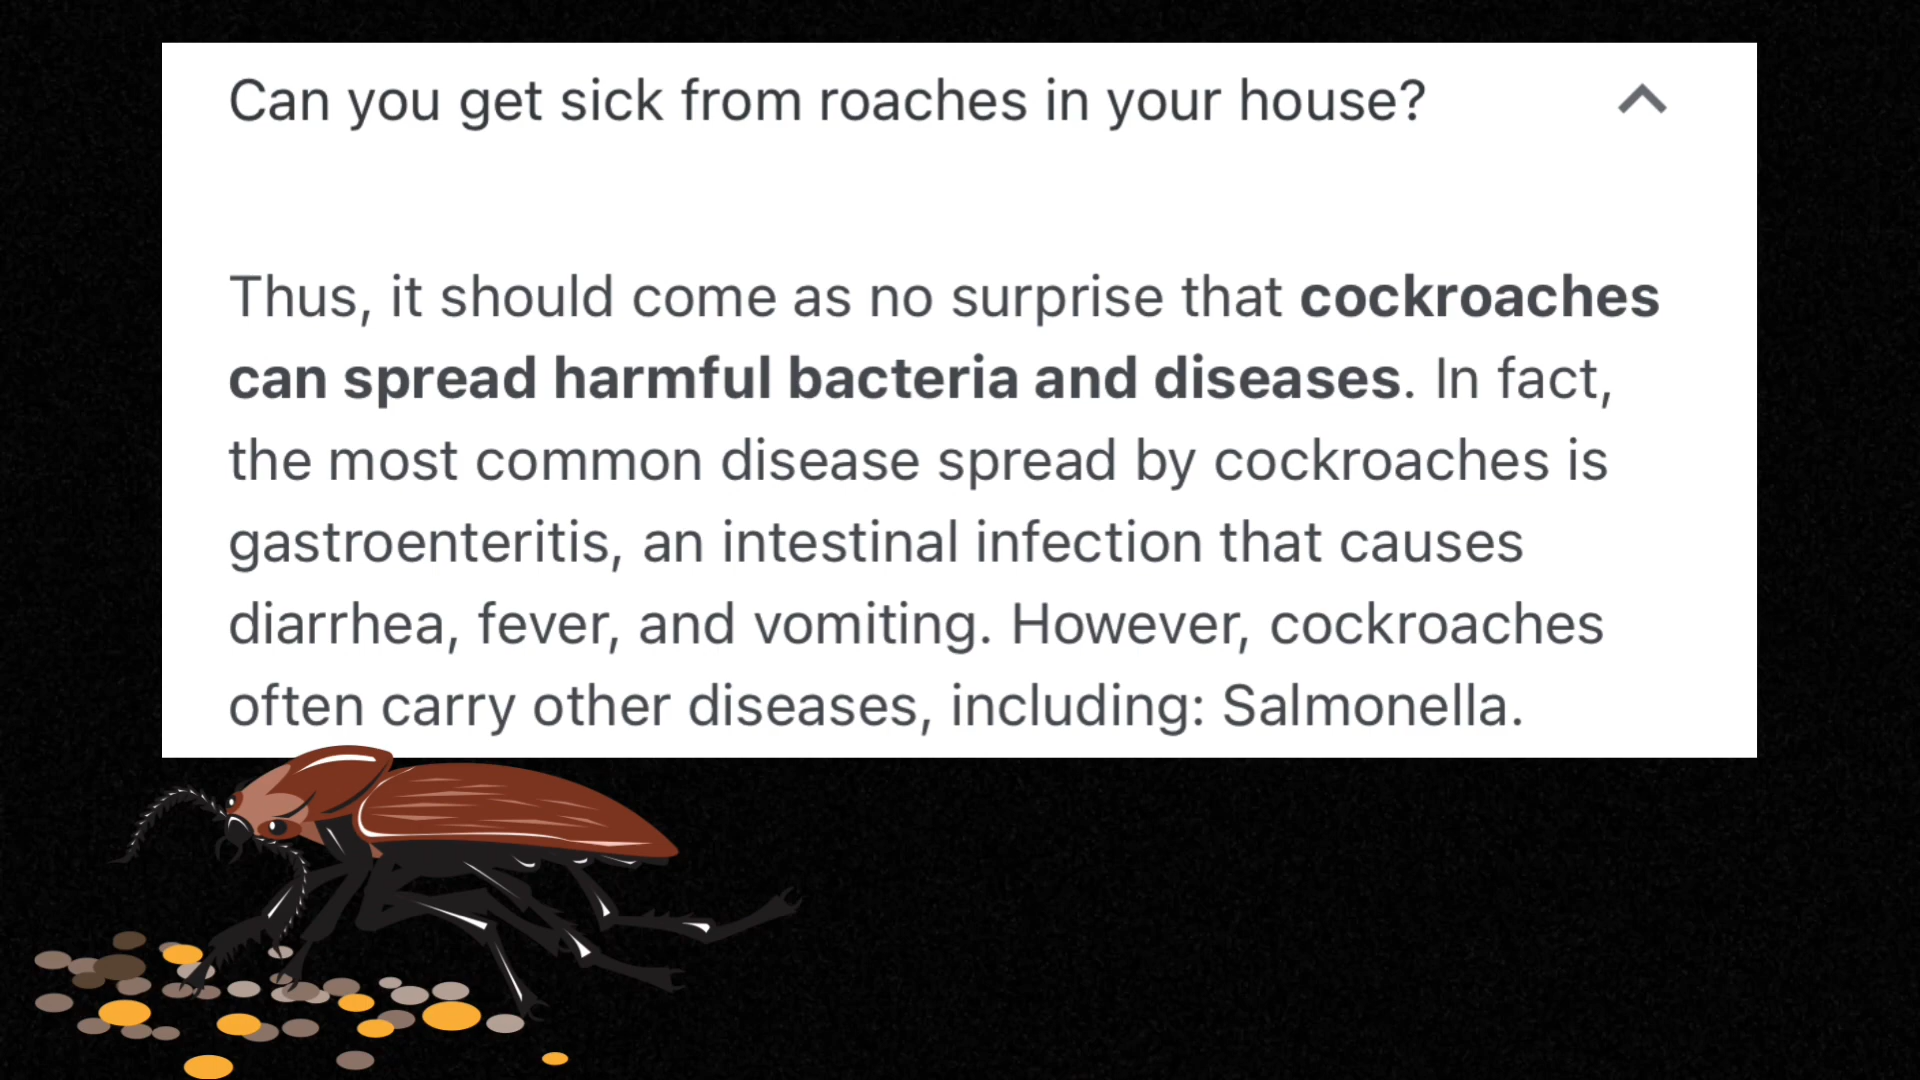 Can you get sick from roaches in your house?
Thus, it should come as no surprise that cockroaches
can spread harmful bacteria and diseases. In fact,
the most common disease spread by cockroaches is
gastroenteritis, an intestinal infection that causes
diarrhea, fever, and vomiting. However, cockroaches
often carry other diseases, including: Salmonella.